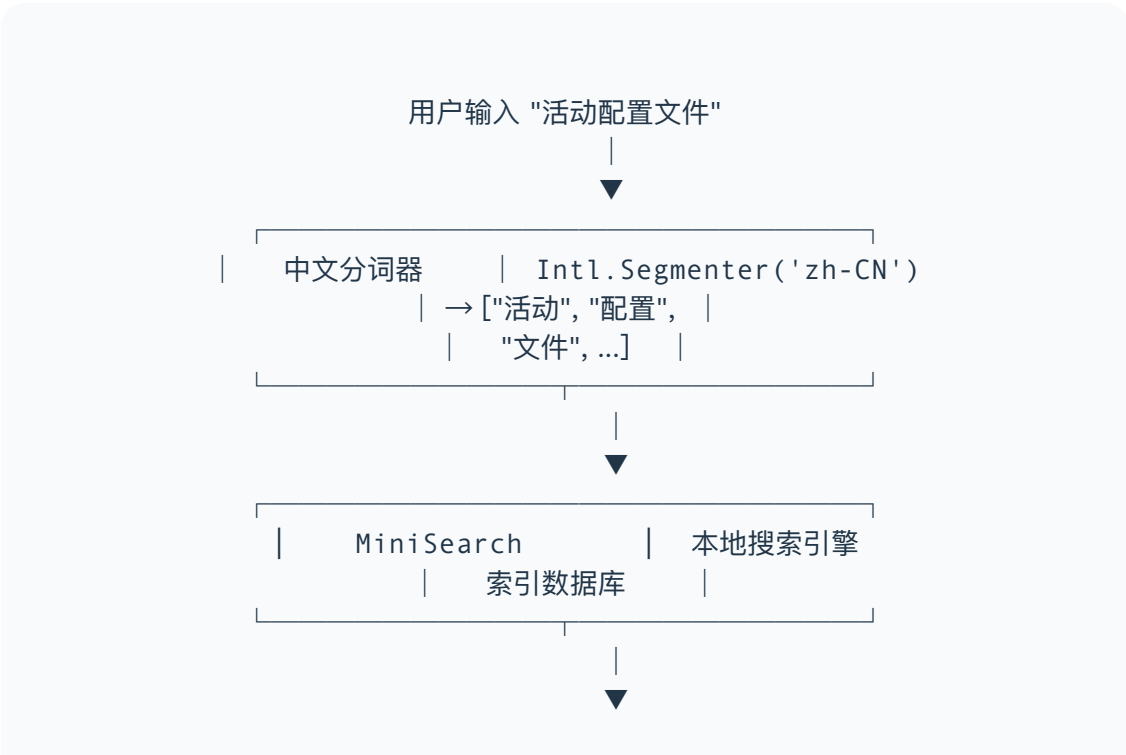 用户输入 "活动配置文件"
│
▼
┌─────────────────────┐
│ 中文分词器 │ Intl.Segmenter('zh-CN')
│ → ["活动", "配置", │
│ "文件", ...] │
└──────────┬──────────┘
│
▼
┌─────────────────────┐
│ MiniSearch │ 本地搜索引擎
│ 索引数据库 │
└──────────┬──────────┘
│
▼